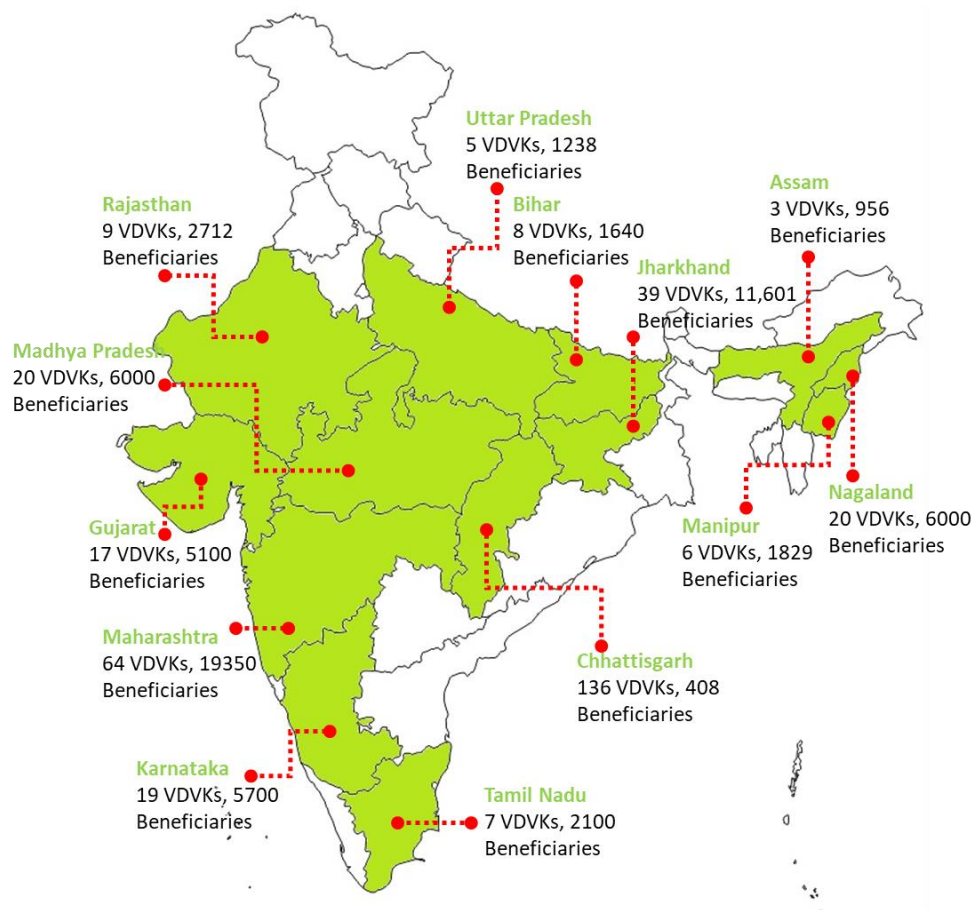 Uttar Pradesh
5 VDVKs, 1238
Beneficiaries
Rajasthan
9 VDVKs, 2712
Beneficiaries
Bihar
8 VDVKs, 1640
Beneficiaries
Assam
3 VDVKs, 956
Beneficiaries
Jharkhand
39 VDVKs, 11,601
Beneficiaries
Madhya Pradesh
20 VDVKs, 6000
Beneficiaries
Gujarat
17 VDVKs, 5100
Beneficiaries
Manipur
6 VDVKs, 1829
Beneficiaries
Nagaland
20 VDVKs, 6000
Beneficiaries
Maharashtra
64 VDVKs, 19350
Beneficiaries
Chhattisgarh
136 VDVKs, 408
Beneficiaries
Karnataka
19 VDVKs, 5700
Beneficiaries
Tamil Nadu
7 VDVKs, 2100
Beneficiaries